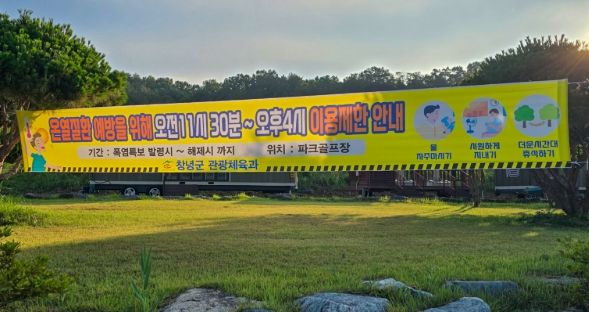 온열질환 예방을 위해 오전11시 30분 ~ 오후4시 이용제한 안내
기간 : 폭염특보 발령시 ~ 해제시 까지 위치 : 파크골프장
창녕군 관광체육과
물
자주마시기
시원하게
지내기
더운시간대
휴식하기